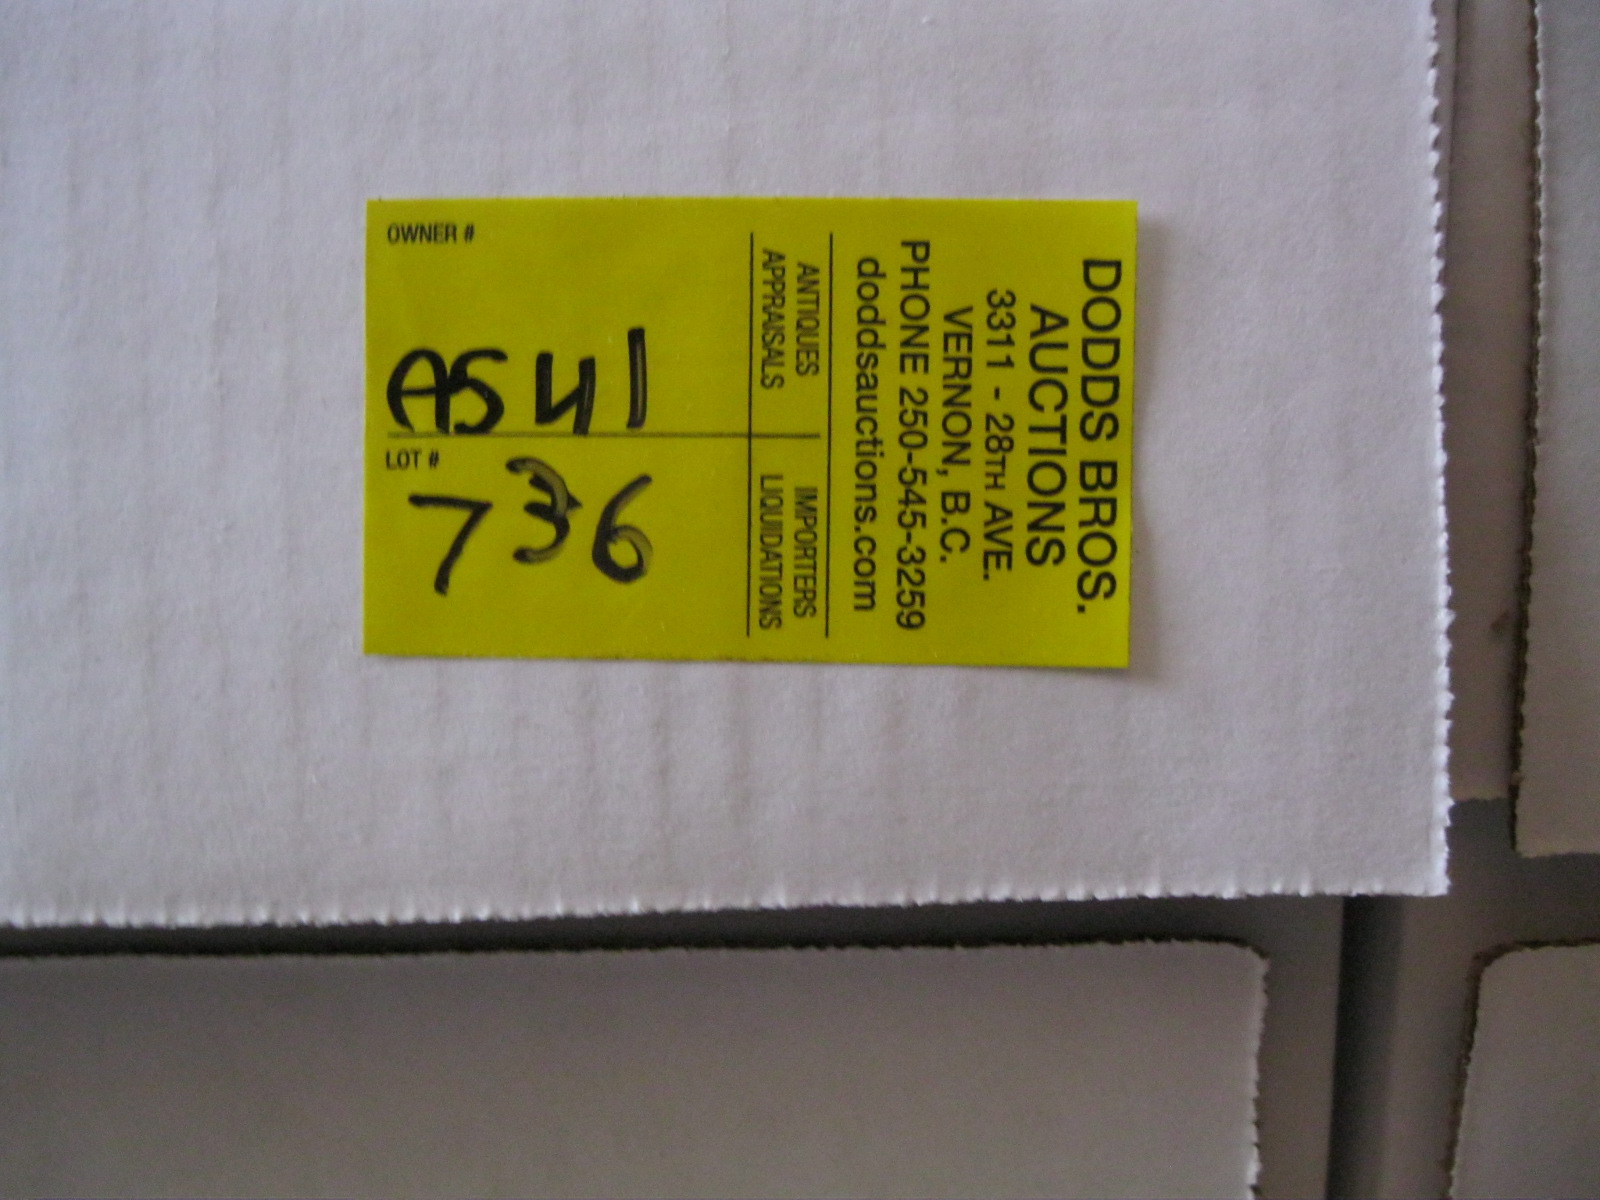 DODDS BROS.
AUCTIONS
3311 - 28TH AVE.
VERNON, B.C.
PHONE 250-545-3259
doddsauctions.com
ANTIQUES
APPRAISALS
IMPORTERS
LIQUIDATIONS
OWNER #
AS41
LOT #
736